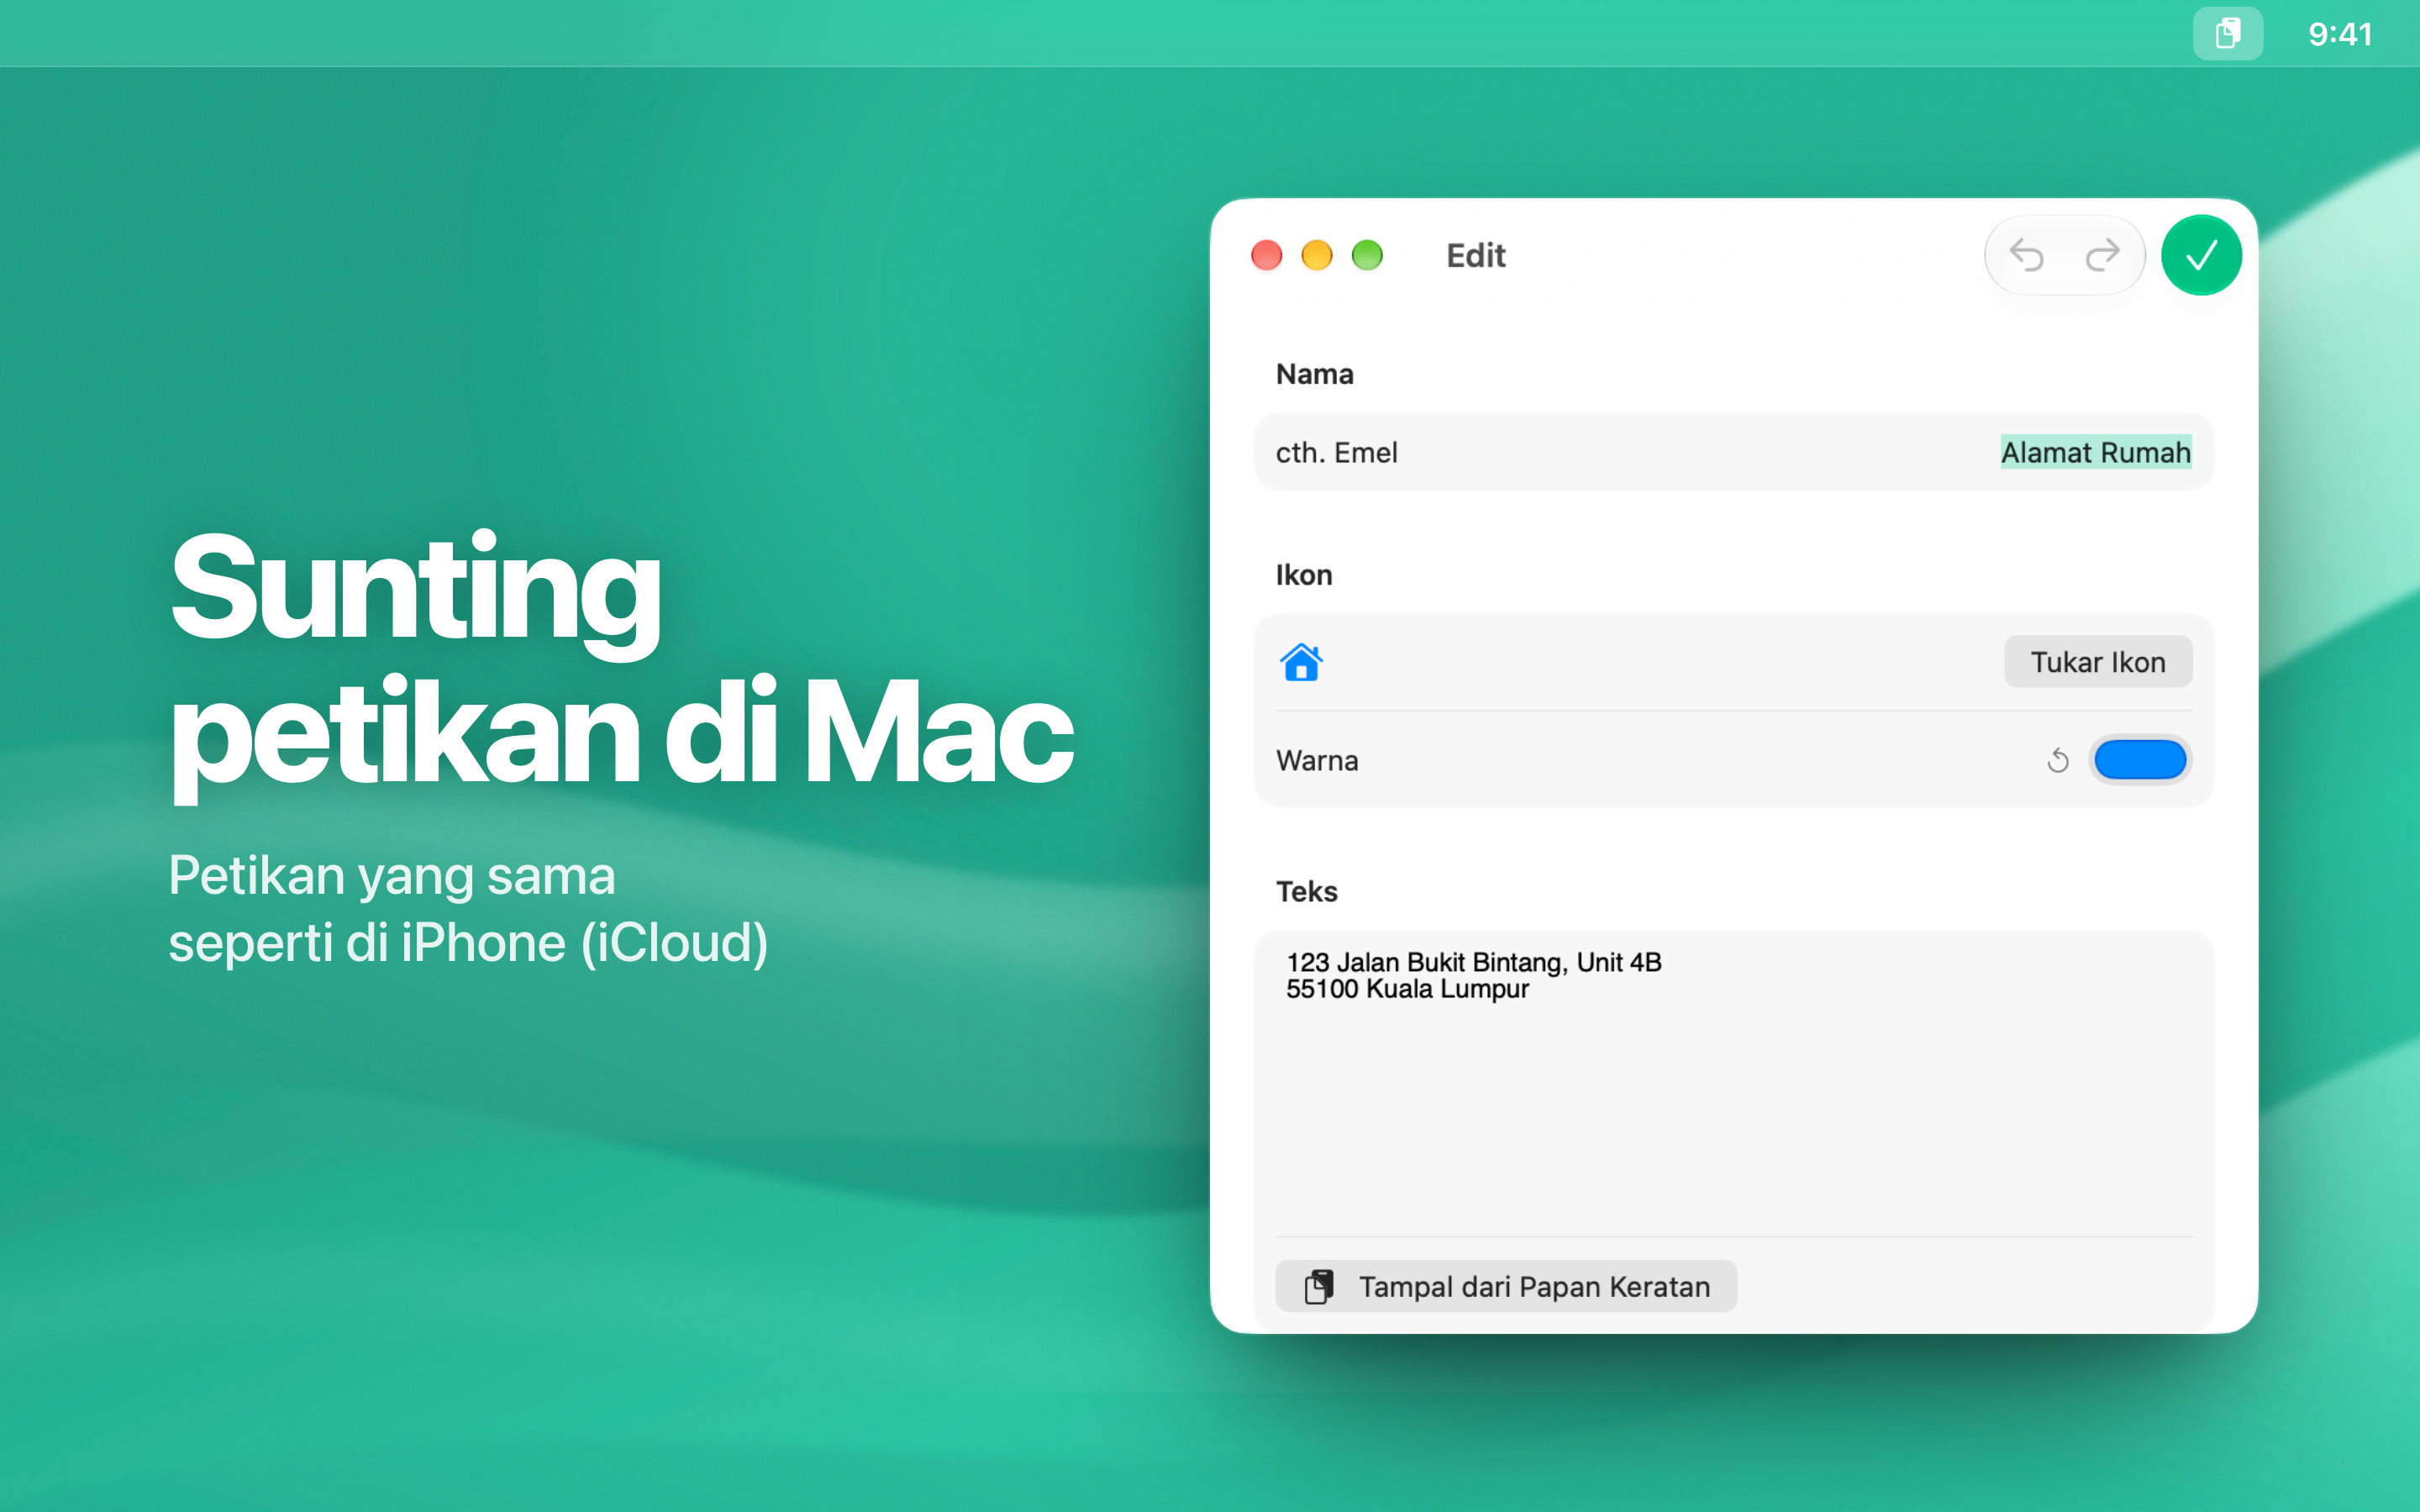 9:41
Sunting
petikan di Mac
Petikan yang sama
seperti di iPhone (iCloud)
Edit
Nama
cth. Emel
Alamat Rumah
Ikon
Tukar Ikon
Warna
Teks
123 Jalan Bukit Bintang, Unit 4B
55100 Kuala Lumpur
Tampal dari Papan Keratan